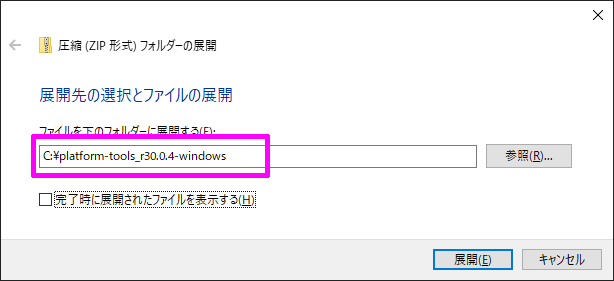 圧縮 (ZIP 形式) フォルダーの展開
展開先の選択とファイルの展開
ファイルを下のフォルダーに展開する(F):
C:¥platform-tools_r30.0.4-windows
参照(R)...
完了時に展開されたファイルを表示する(H)
展開(E)
キャンセル